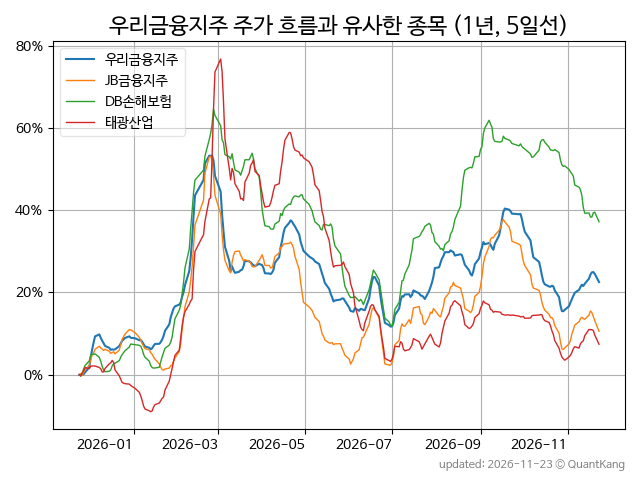 우리금융지주 주가 흐름과 유사한 종목 (1년, 5일선)
80%
60%
40%
20%
0%
우리금융지주
JB금융지주
DB손해보험
태광산업
2026-01 2026-03 2026-05 2026-07 2026-09 2026-11
updated: 2026-11-23 © QuantKang